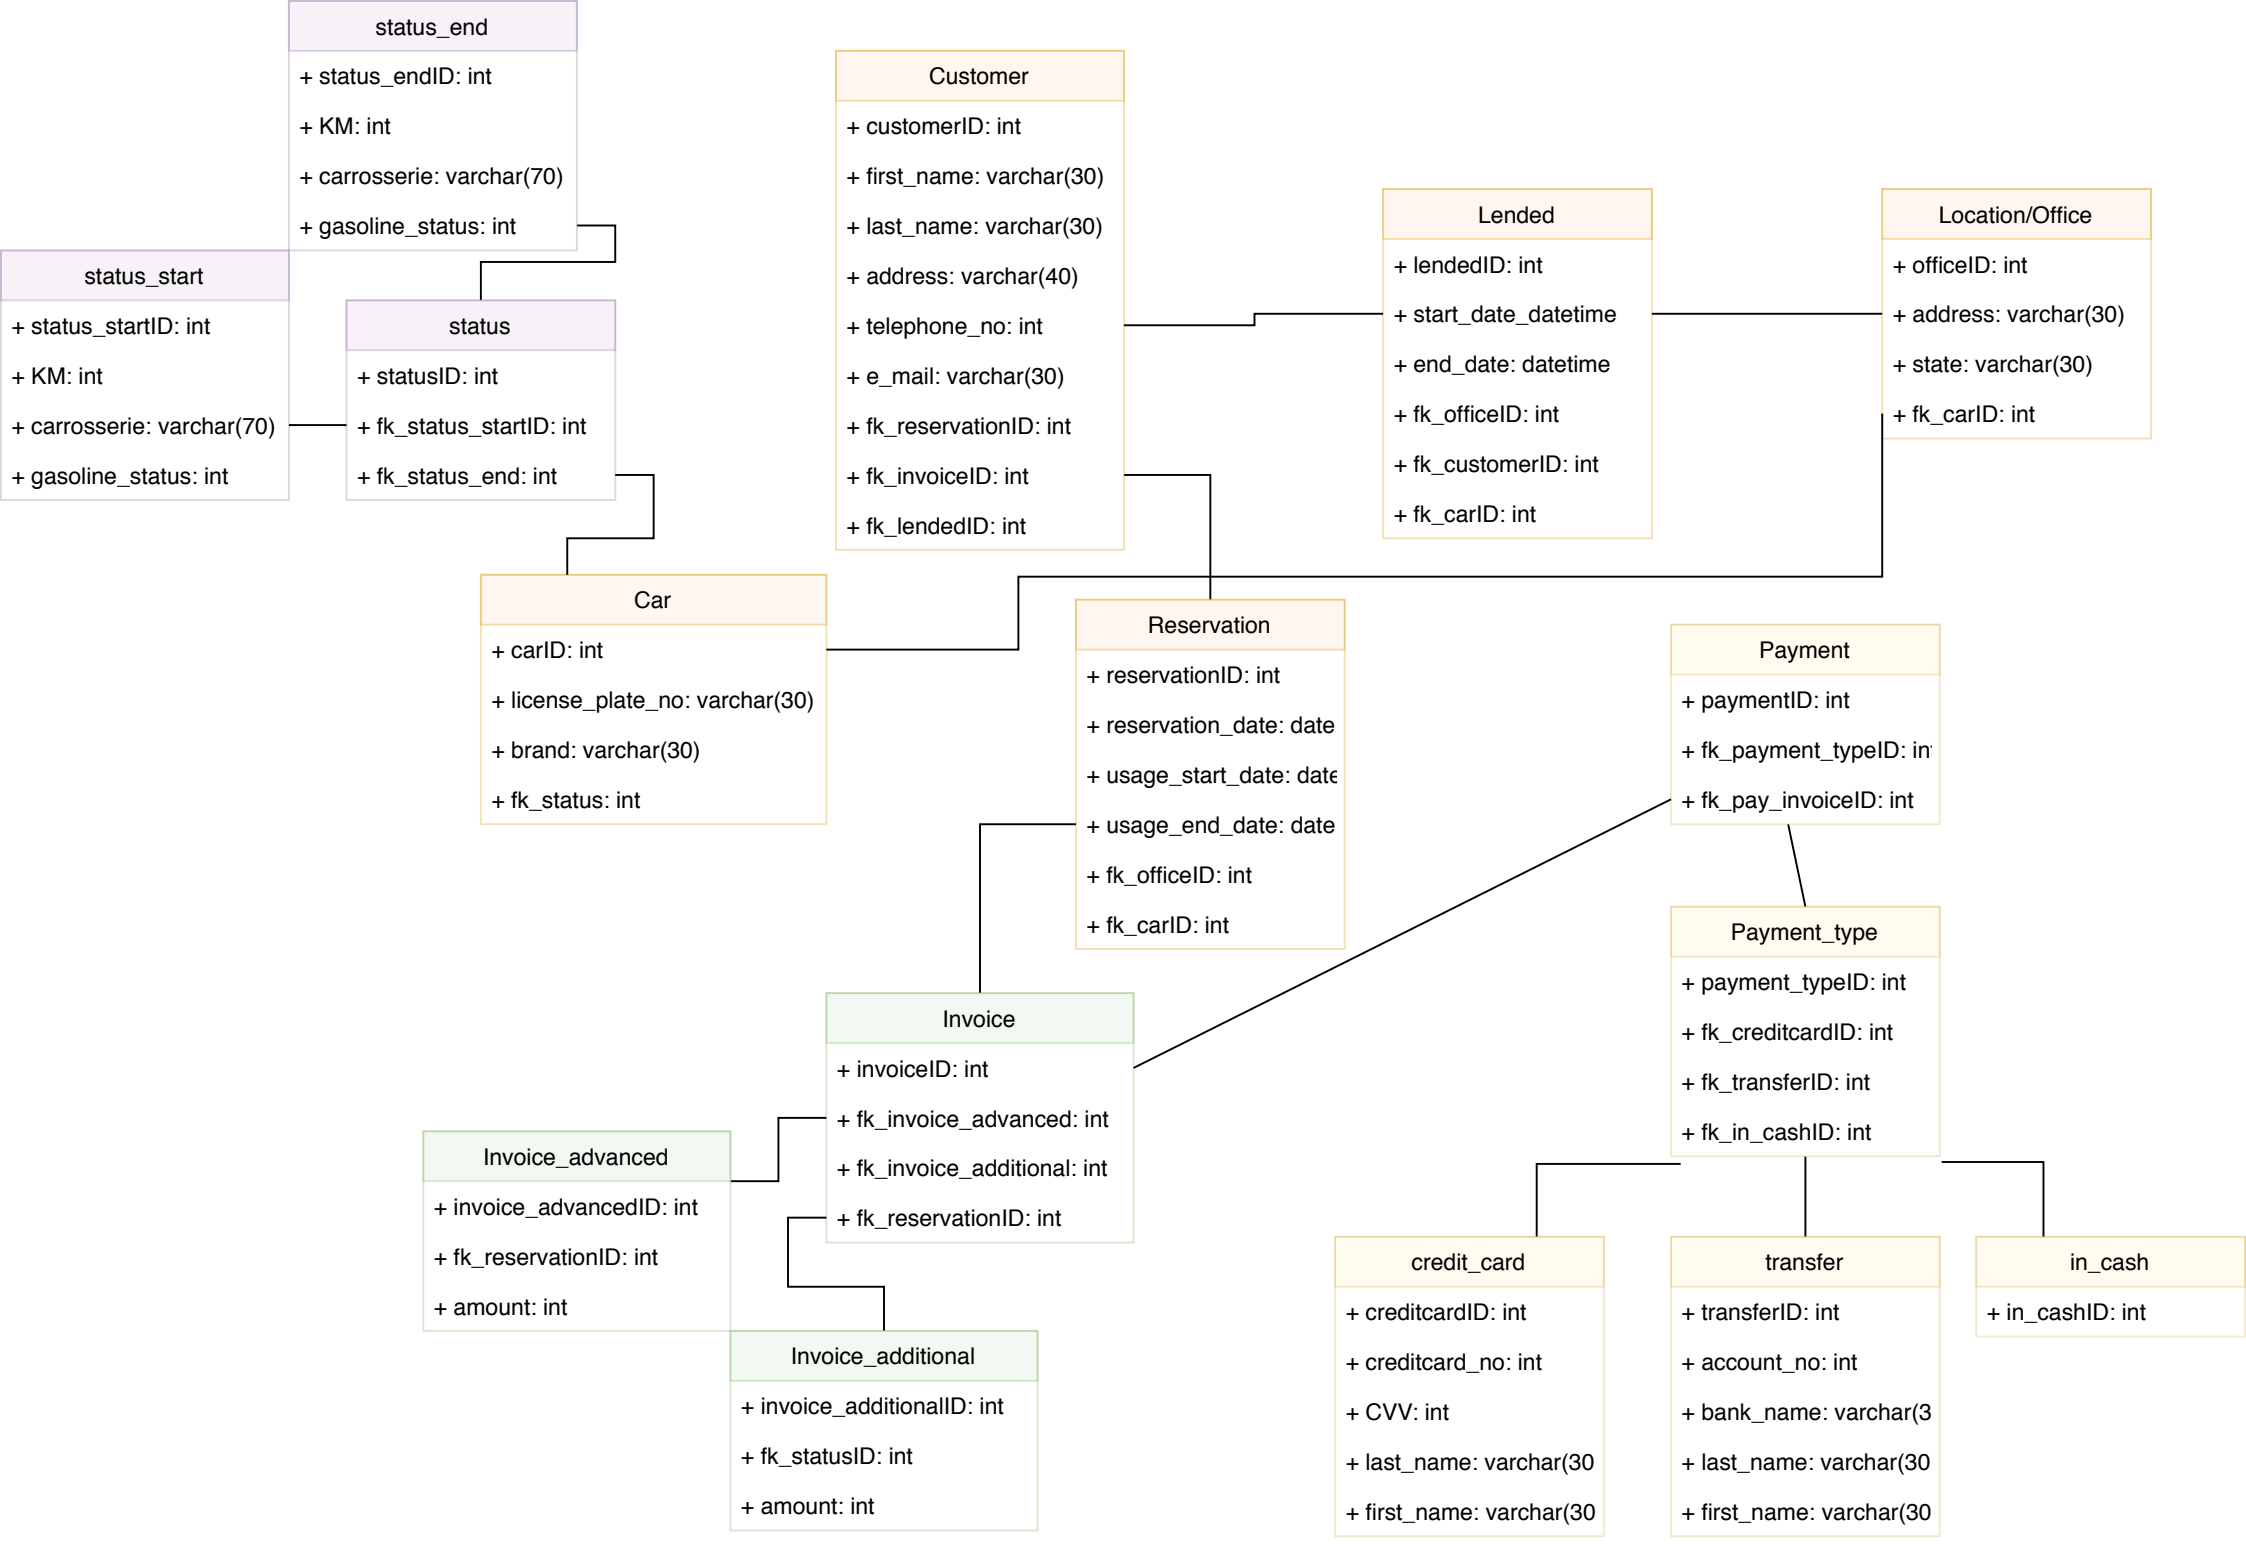 status_end
+ status_endID: int
+ KM: int
+ carrosserie: varchar(70)
+ gasoline_status: int
status_start
+ status_startID: int
+ KM: int
+ carrosserie: varchar(70)
+ gasoline_status: int
status
+ statusID: int
+ fk_status_startID: int
+ fk_status_end: int
Customer
+ customerID: int
+ first_name: varchar(30)
+ last_name: varchar(30)
+ address: varchar(40)
+ telephone_no: int
+ e_mail: varchar(30)
+ fk_reservationID: int
+ fk_invoiceID: int
+ fk_lendedID: int
Lended
+ lendedID: int
+ start_date_datetime
+ end_date: datetime
+ fk_officeID: int
+ fk_customerID: int
+ fk_carID: int
Location/Office
+ officeID: int
+ address: varchar(30)
+ state: varchar(30)
+ fk_carID: int
Car
+ carID: int
+ license_plate_no: varchar(30)
+ brand: varchar(30)
+ fk_status: int
Reservation
+ reservationID: int
+ reservation_date: date
+ usage_start_date: date
+ usage_end_date: date
+ fk_officeID: int
+ fk_carID: int
Payment
+ paymentID: int
+ fk_payment_typeID: int
+ fk_pay_invoiceID: int
Payment_type
+ payment_typeID: int
+ fk_creditcardID: int
+ fk_transferID: int
+ fk_in_cashID: int
Invoice
+ invoiceID: int
+ fk_invoice_advanced: int
+ fk_invoice_additional: int
+ fk_reservationID: int
Invoice_advanced
+ invoice_advancedID: int
+ fk_reservationID: int
+ amount: int
Invoice_additional
+ invoice_additionalID: int
+ fk_statusID: int
+ amount: int
credit_card
+ creditcardID: int
+ creditcard_no: int
+ CVV: int
+ last_name: varchar(30
+ first_name: varchar(30
transfer
+ transferID: int
+ account_no: int
+ bank_name: varchar(3
+ last_name: varchar(30
+ first_name: varchar(30
in_cash
+ in_cashID: int